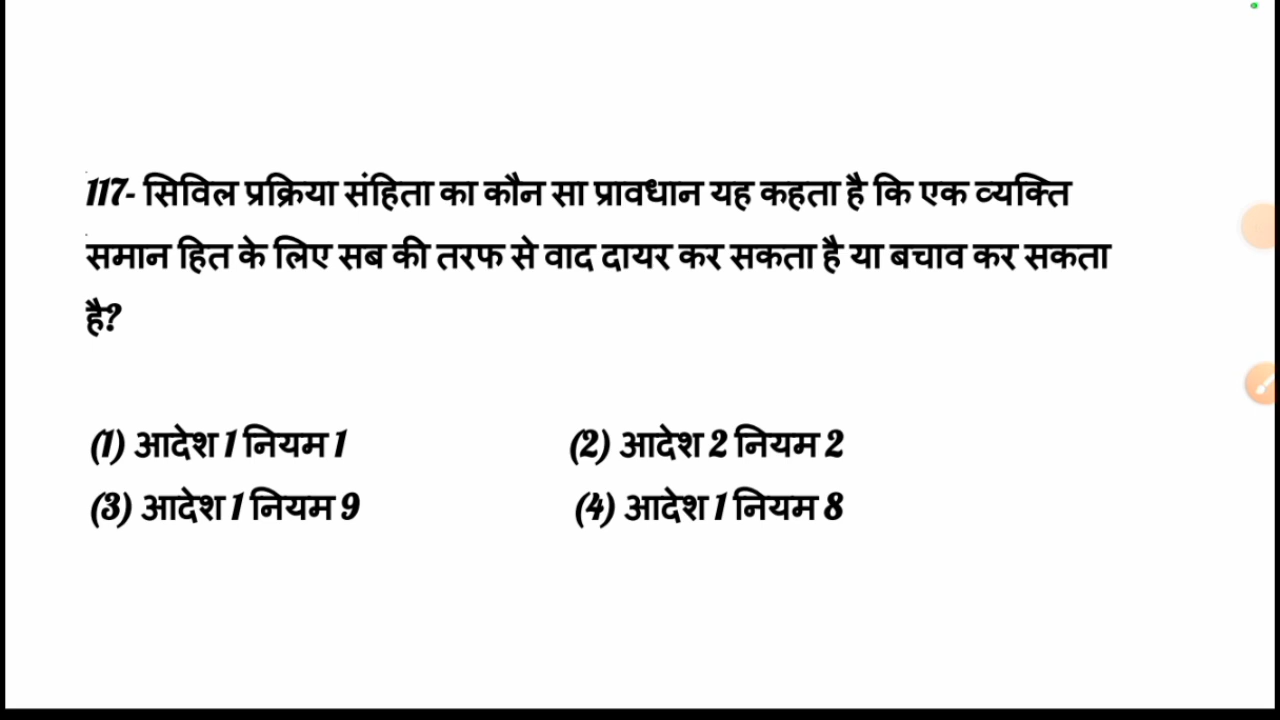 117- सिविल प्रक्रिया संहिता का कौन सा प्रावधान यह कहता है कि एक व्यक्ति
समान हित के लिए सब की तरफ से वाद दायर कर सकता है या बचाव कर सकता
है?
(1) आदेश 1 नियम 1 (2) आदेश 2 नियम 2
(3) आदेश 1 नियम 9 (4) आदेश 1 नियम 8